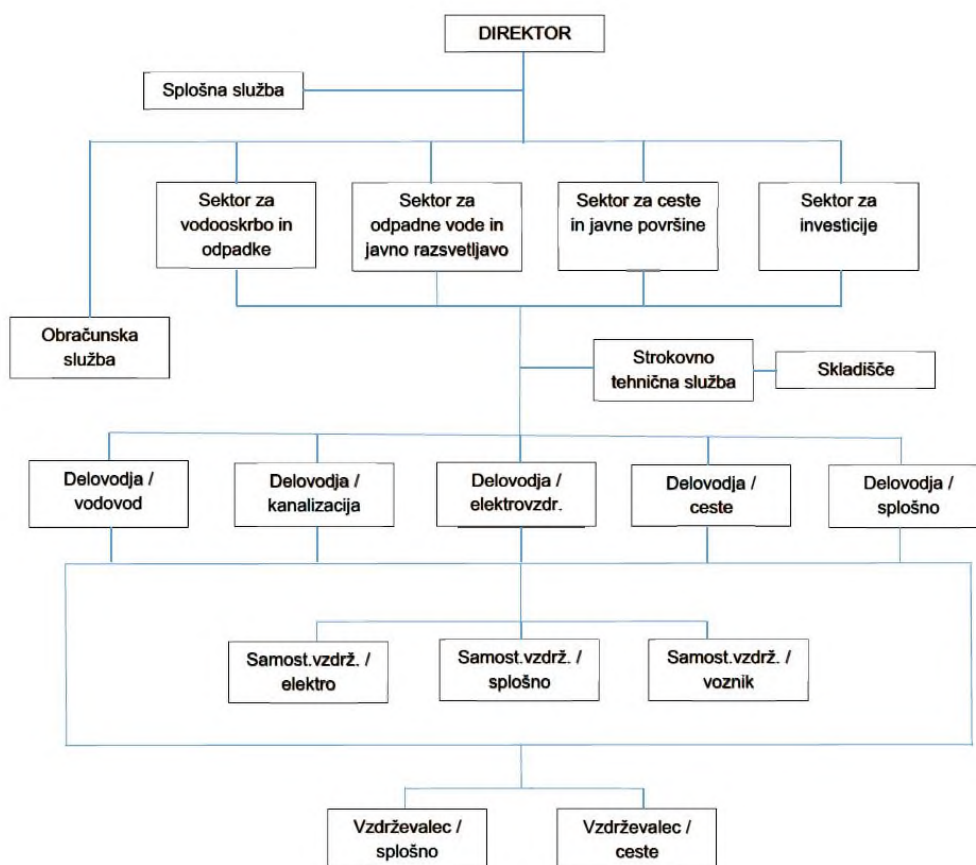 DIREKTOR
Splošna služba
Sektor za
vodooskrbo in
odpadke
Sektor za
odpadne vode in
javno razsvetljavo
Sektor za ceste
in javne površine
Sektor za
investicije
Obračunska
služba
Strokovno
tehnična služba
Skladišče
Delovodja /
vodovod
Delovodja /
kanalizacija
Delovodja /
elektrovzdr.
Delovodja /
ceste
Delovodja /
splošno
Samost.vzdrž. /
elektro
Samost.vzdrž. /
splošno
Samost.vzdrž. /
voznik
Vzdrževalec /
splošno
Vzdrževalec /
ceste